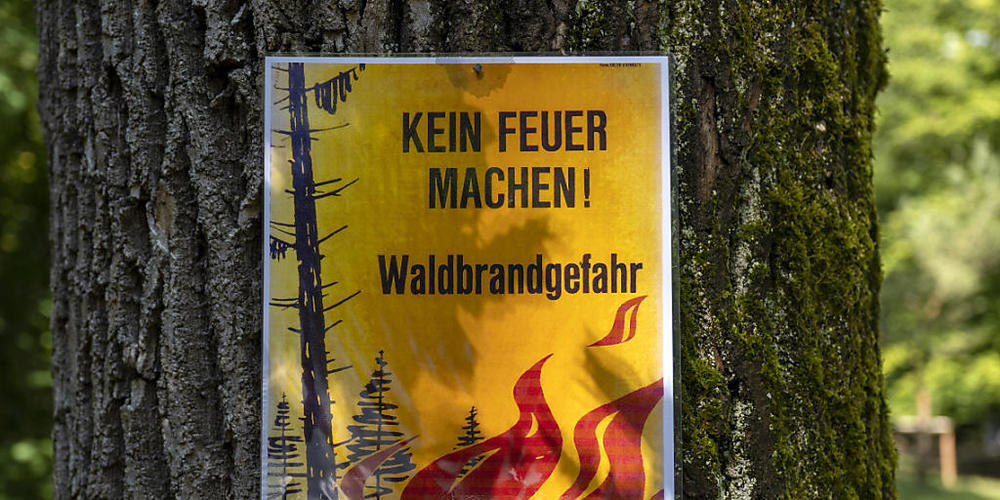 KEIN FEUER
MACHEN!
Waldbrandgefahr